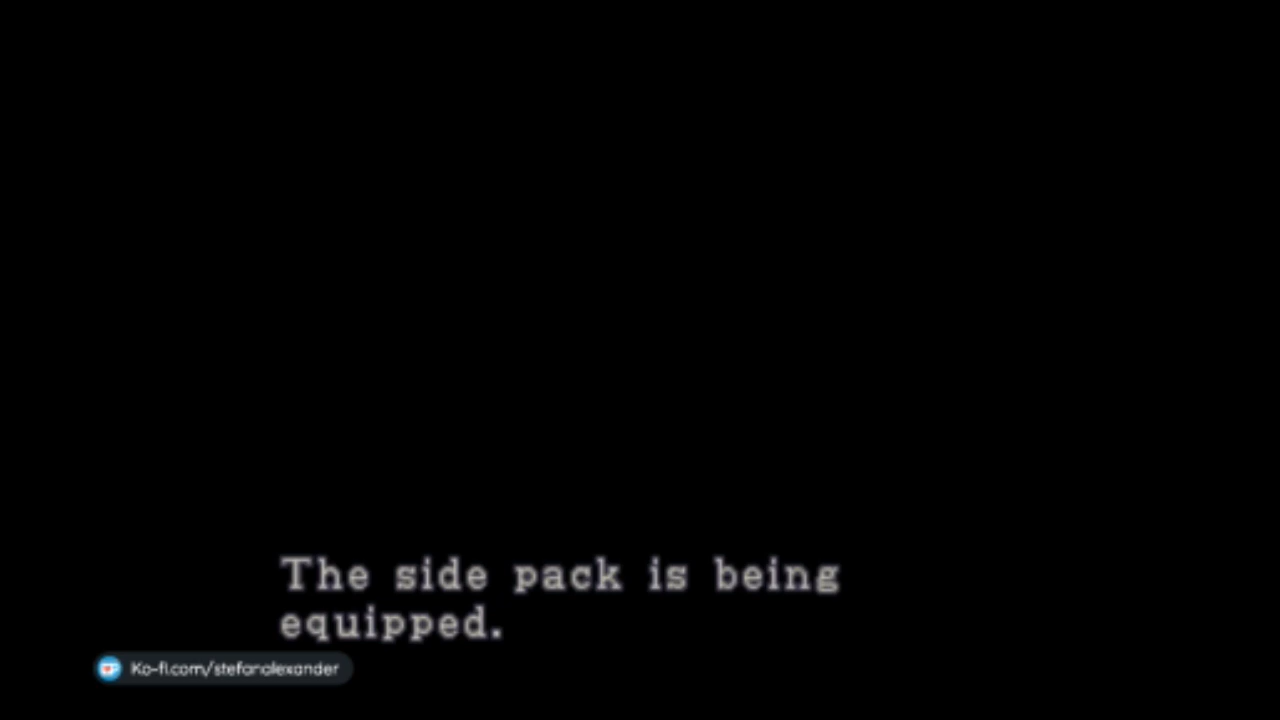 The side pack is being
equipped.
Ko-fi.com/stefanalexander